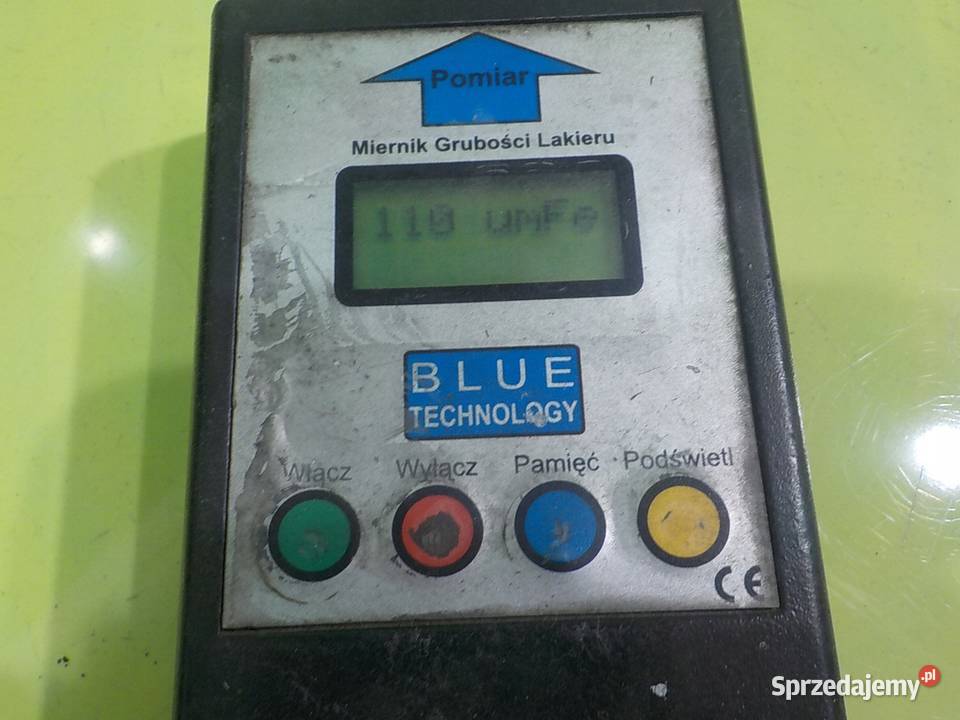 Pomiar
Miernik Grubości Lakieru
110 umFe
BLUE
TECHNOLOGY
Włącz Wyłącz Pamięć Podświetl
CE
Sprzedajemy.pl